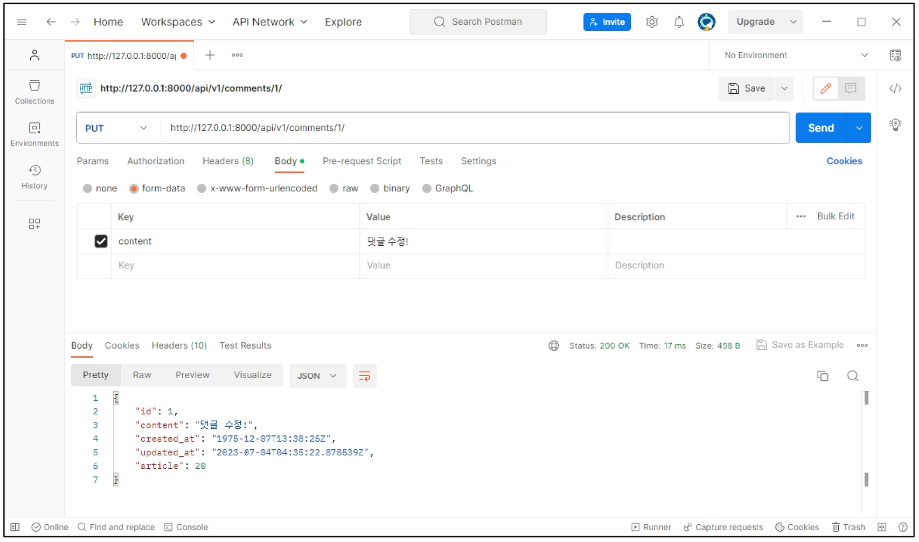 Home Workspaces API Network Explore Search Postman Invite Upgrade
PUT http://127.0.0.1:8000/a No Environment
HTTP http://127.0.0.1:8000/api/v1/comments/1/ Save
Collections
Environments
History
PUT http://127.0.0.1:8000/api/v1/comments/1/ Send
Params Authorization Headers (8) Body Pre-request Script Tests Settings Cookies
none form-data x-www-form-urlencoded raw binary GraphQL
Key Value Description Bulk Edit
content 댓글 수정!
Key Value Description
Body Cookies Headers (10) Test Results Status: 200 OK Time: 17 ms Size: 458 B Save as Example
Pretty Raw Preview Visualize JSON
1 {
2 "id": 1,
3 "content": "댓글 수정!",
4 "created_at": "1975-12-07T13:38:25Z",
5 "updated_at": "2023-07-04T04:35:22.878539Z",
6 "article": 20
7 }
Online Find and replace Console Runner Capture requests Cookies Trash